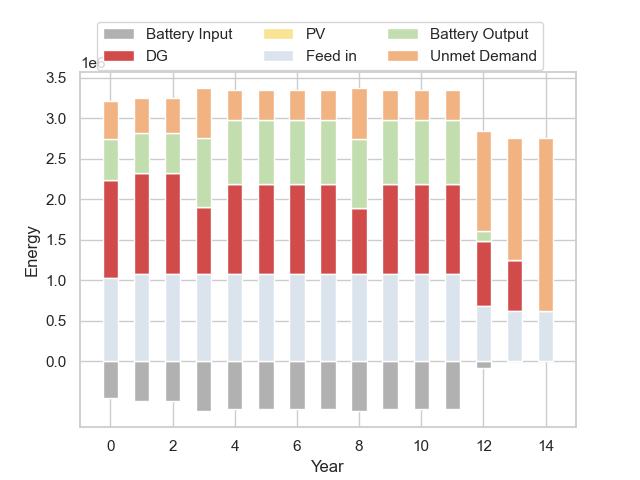 Battery Input PV Battery Output
DG Feed in Unmet Demand
1e6
3.5
3.0
2.5
2.0
1.5
1.0
0.5
0.0
Energy
0 2 4 6 8 10 12 14
Year